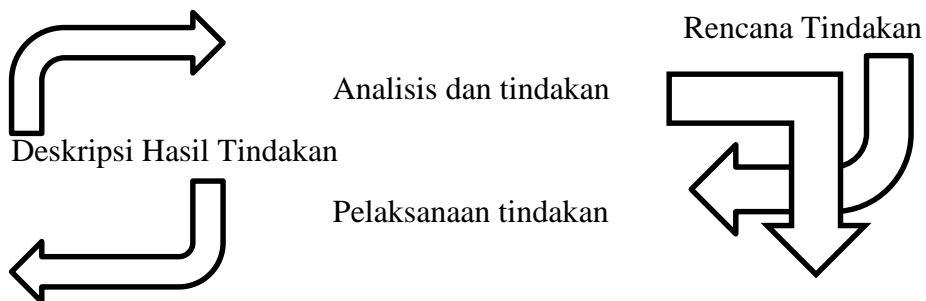 Rencana Tindakan
Analisis dan tindakan
Deskripsi Hasil Tindakan
Pelaksanaan tindakan